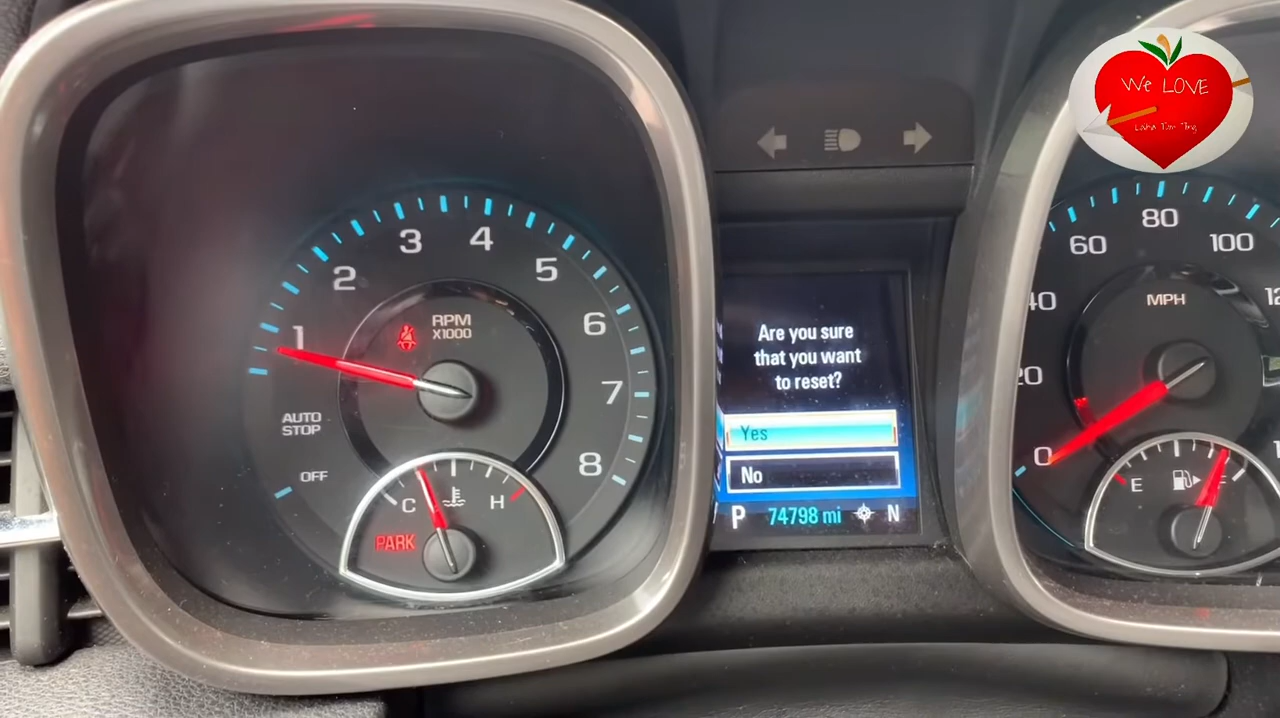 We LOVE
1
2
3
4
5
6
7
8
RPM
X1000
AUTO
STOP
OFF
C
H
PARK
Are you sure
that you want
to reset?
Yes
No
P 74798 mi N
0
20
40
60
80
100
MPH
E
F